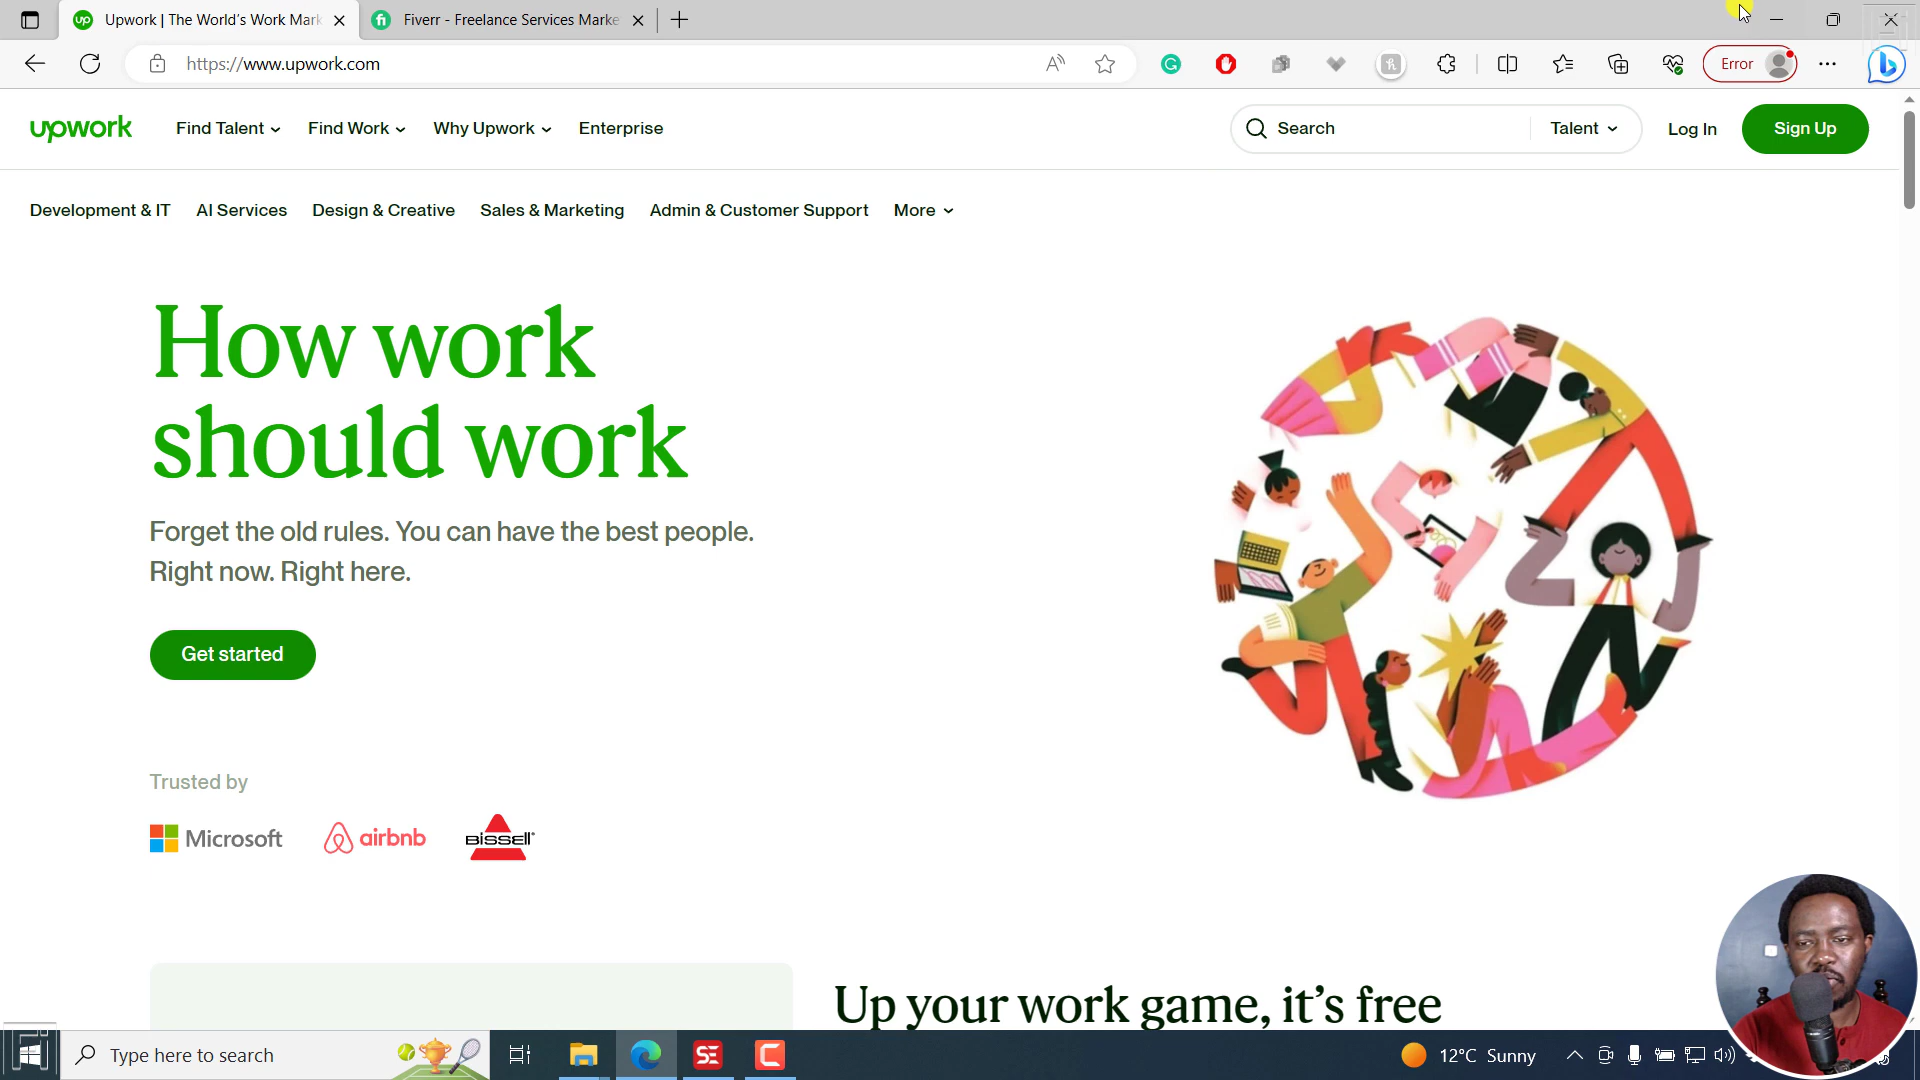 Upwork | The World's Work Mark
Fiverr - Freelance Services Marke
https://www.upwork.com
Error
upwork
Find Talent
Find Work
Why Upwork
Enterprise
Search
Talent
Log In
Sign Up
Development & IT
AI Services
Design & Creative
Sales & Marketing
Admin & Customer Support
More
How work
should work
Forget the old rules. You can have the best people.
Right now. Right here.
Get started
Trusted by
Microsoft
airbnb
BISSELL
Up your work game, it's free
Type here to search
12°C Sunny